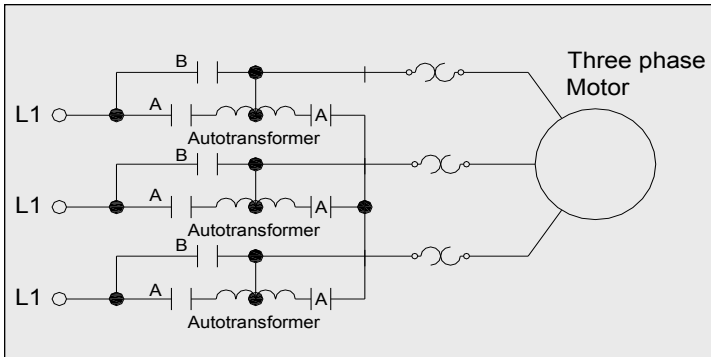 Three phase
Motor
B
L1 A A
Autotransformer
B
L1 A A
Autotransformer
B
L1 A A
Autotransformer